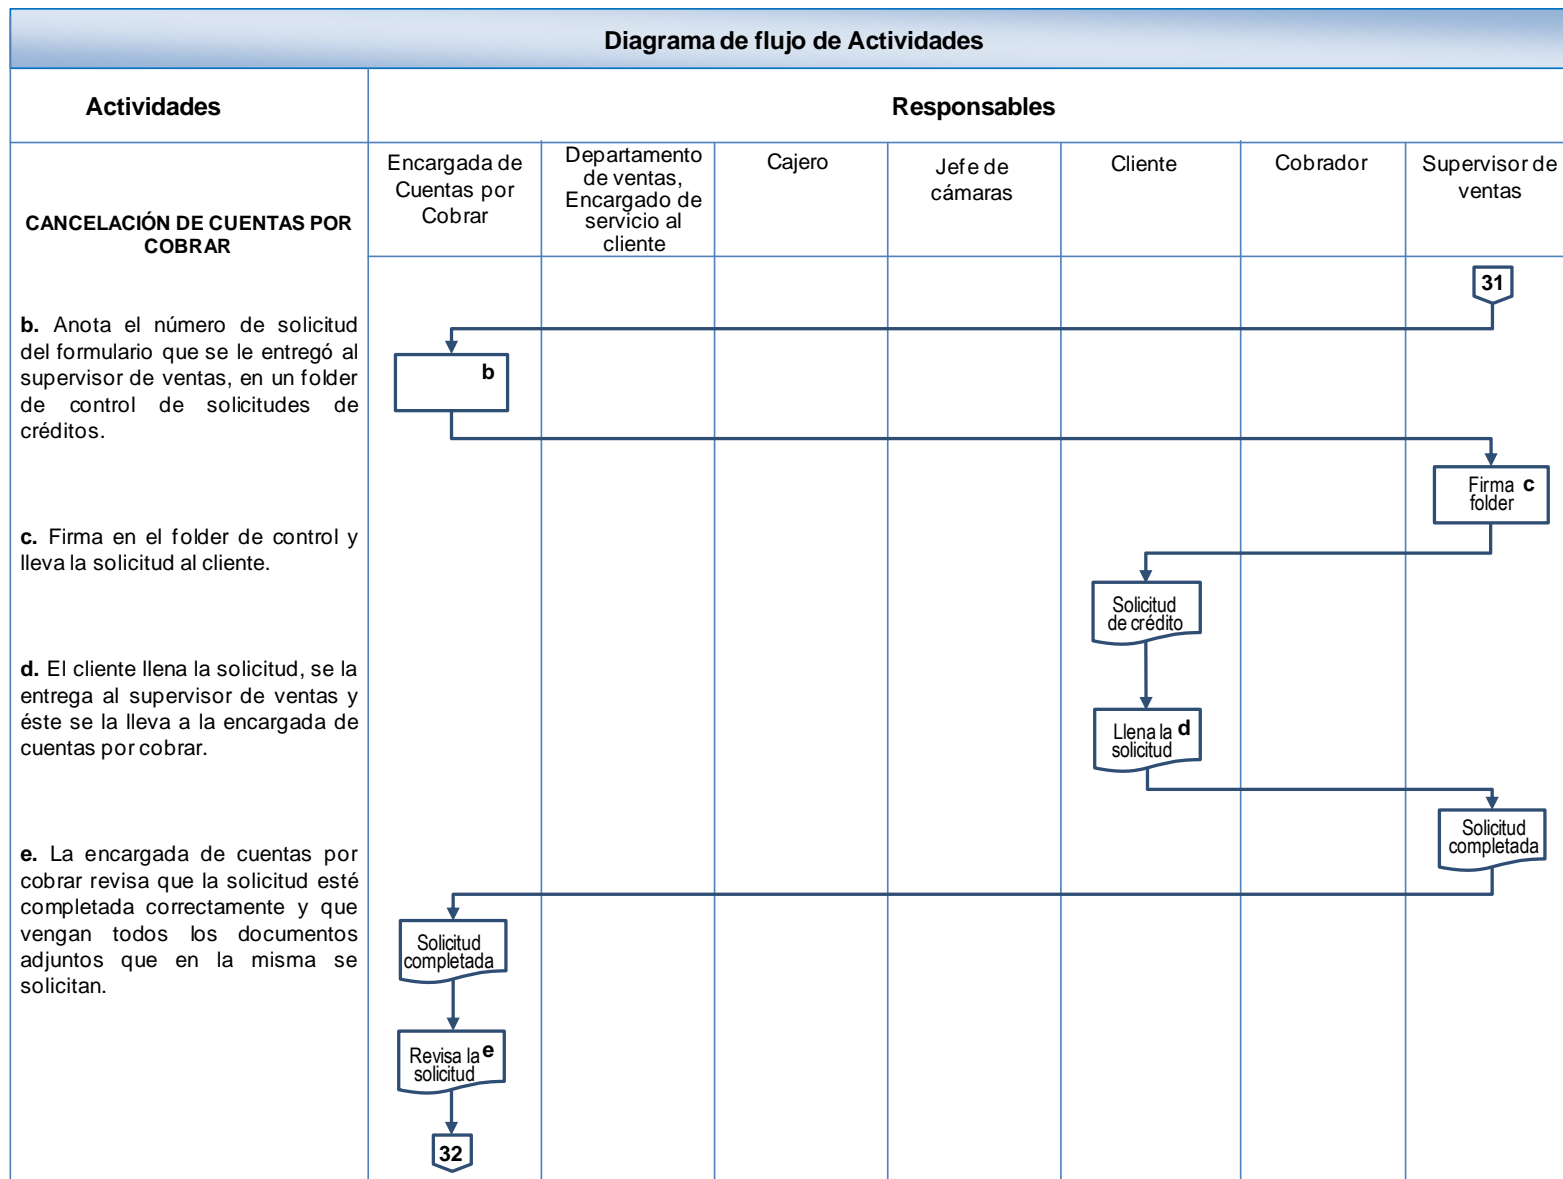 Diagrama de flujo de Actividades
Actividades
Responsables
CANCELACIÓN DE CUENTAS POR
COBRAR
Encargada de
Cuentas por
Cobrar
Departamento
de ventas,
Encargado de
servicio al
cliente
Cajero
Jefe de
cámaras
Cliente
Cobrador
Supervisor de
ventas
31
b. Anota el número de solicitud
del formulario que se le entregó al
supervisor de ventas, en un folder
de control de solicitudes de
créditos.
b
Firma c
folder
c. Firma en el folder de control y
lleva la solicitud al cliente.
Solicitud
de crédito
d. El cliente llena la solicitud, se la
entrega al supervisor de ventas y
éste se la lleva a la encargada de
cuentas por cobrar.
Llena la d
solicitud
Solicitud
completada
e. La encargada de cuentas por
cobrar revisa que la solicitud esté
completada correctamente y que
vengan todos los documentos
adjuntos que en la misma se
solicitan.
Solicitud
completada
Revisa la e
solicitud
32